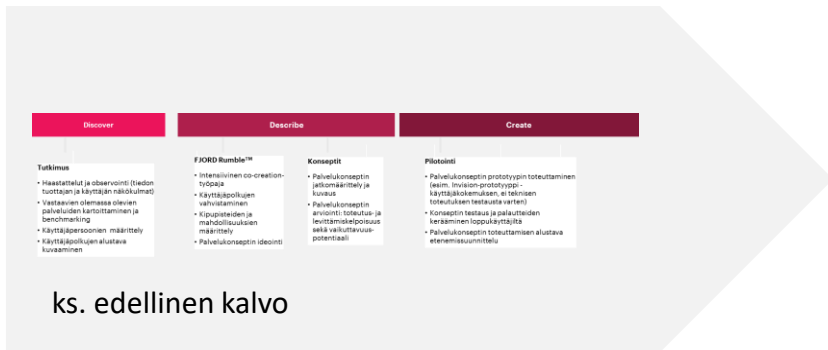 Discover
Describe
Create
Tutkimus
• Haastattelut ja observointi (tiedon
tuottajan ja käyttäjän näkökulmat)
• Vastaavien olemassa olevien
palveluiden kartoittaminen ja
benchmarking
• Käyttäjäpersoonien määrittely
• Käyttäjäpolkujen alustava
kuvaaminen
FJORD Rumble™
• Intensiivinen co-creation-
työpaja
• Käyttäjäpolkujen
vahvistaminen
• Kipupisteiden ja
mahdollisuuksien
määrittely
• Palvelukonseptin ideointi
Konseptit
• Palvelukonseptin
jatkomäärittely ja
kuvaus
• Palvelukonseptin
arviointi: toteutus- ja
levittämiskelpoisuus
sekä vaikuttavuus-
potentiaali
Pilotointi
• Palvelukonseptin prototyypin toteuttaminen
(esim. Invision-prototyyppi -
käyttäjäkokemuksen, ei teknisen
toteutuksen testausta varten)
• Konseptin testaus ja palautteiden
kerääminen loppukäyttäjiltä
• Palvelukonseptin toteuttamisen alustava
etenemissuunnittelu
ks. edellinen kalvo